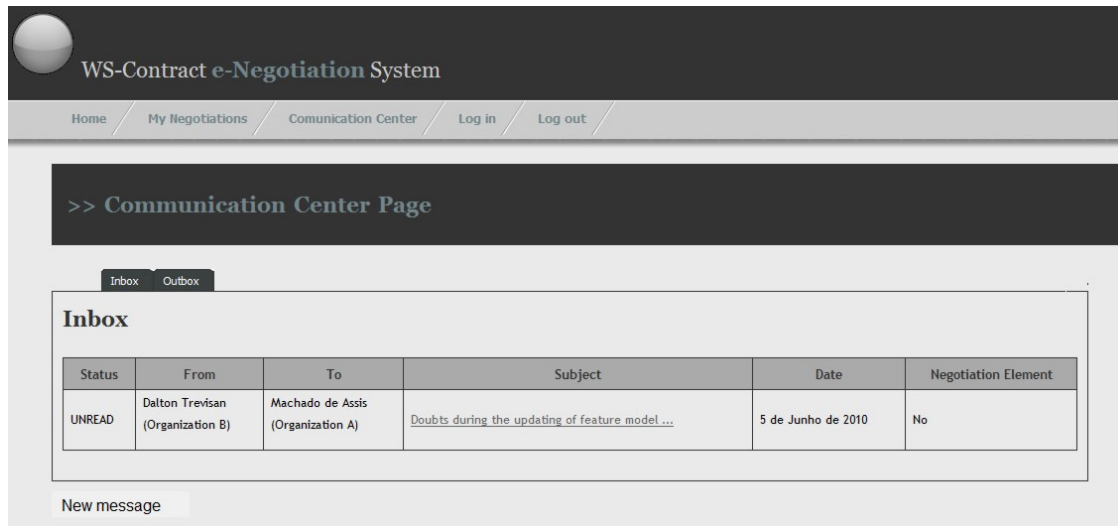 WS-Contract e-Negotiation System
Home My Negotiations Comunication Center Log in Log out
>> Communication Center Page
Inbox Outbox
Inbox
Status From To Subject Date Negotiation Element
UNREAD Dalton Trevisan (Organization B) Machado de Assis (Organization A) Doubts during the updating of feature model ... 5 de Junho de 2010 No
New message